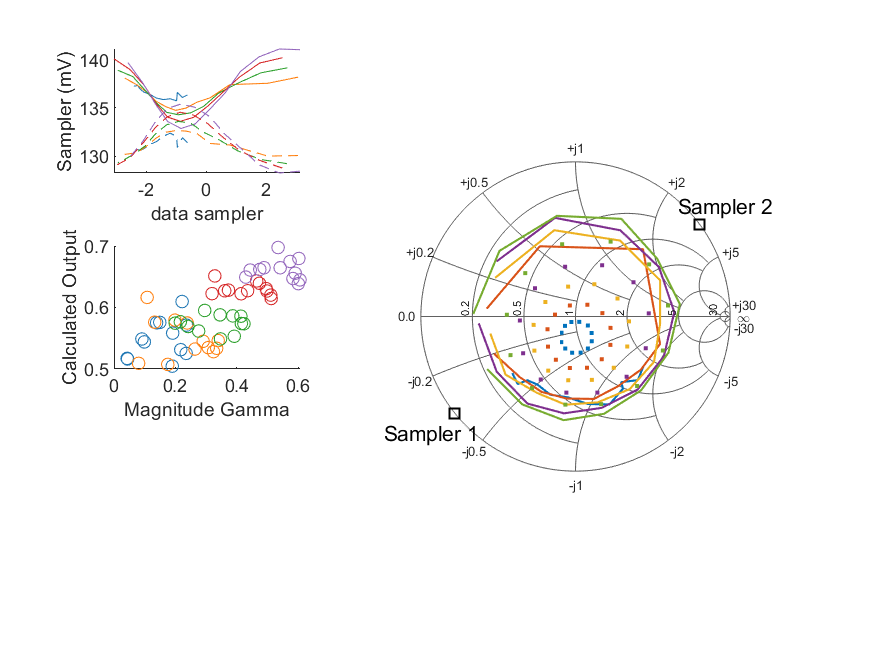 140
135
130
Sampler (mV)
-2 0 2
data sampler
0.7
0.6
0.5
Calculated Output
0 0.2 0.4 0.6
Magnitude Gamma
+j1
+j0.5 +j2
Sampler 2
+j0.2 +j5
0.2 0.5 1 2 5 30
+j30
0.0 ∞
-j30
-j0.2 -j5
Sampler 1
-j0.5 -j2
-j1